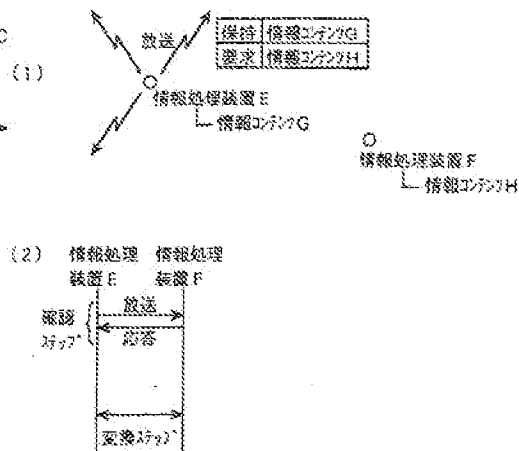 C
放送
保持 情報コンテンツG
要求 情報コンテンツH
(1)
情報処理装置E
情報コンテンツG
情報処理装置F
情報コンテンツH
(2) 情報処理 情報処理
装置E 装置F
放送
確認
ステップ
応答
変換ステップ